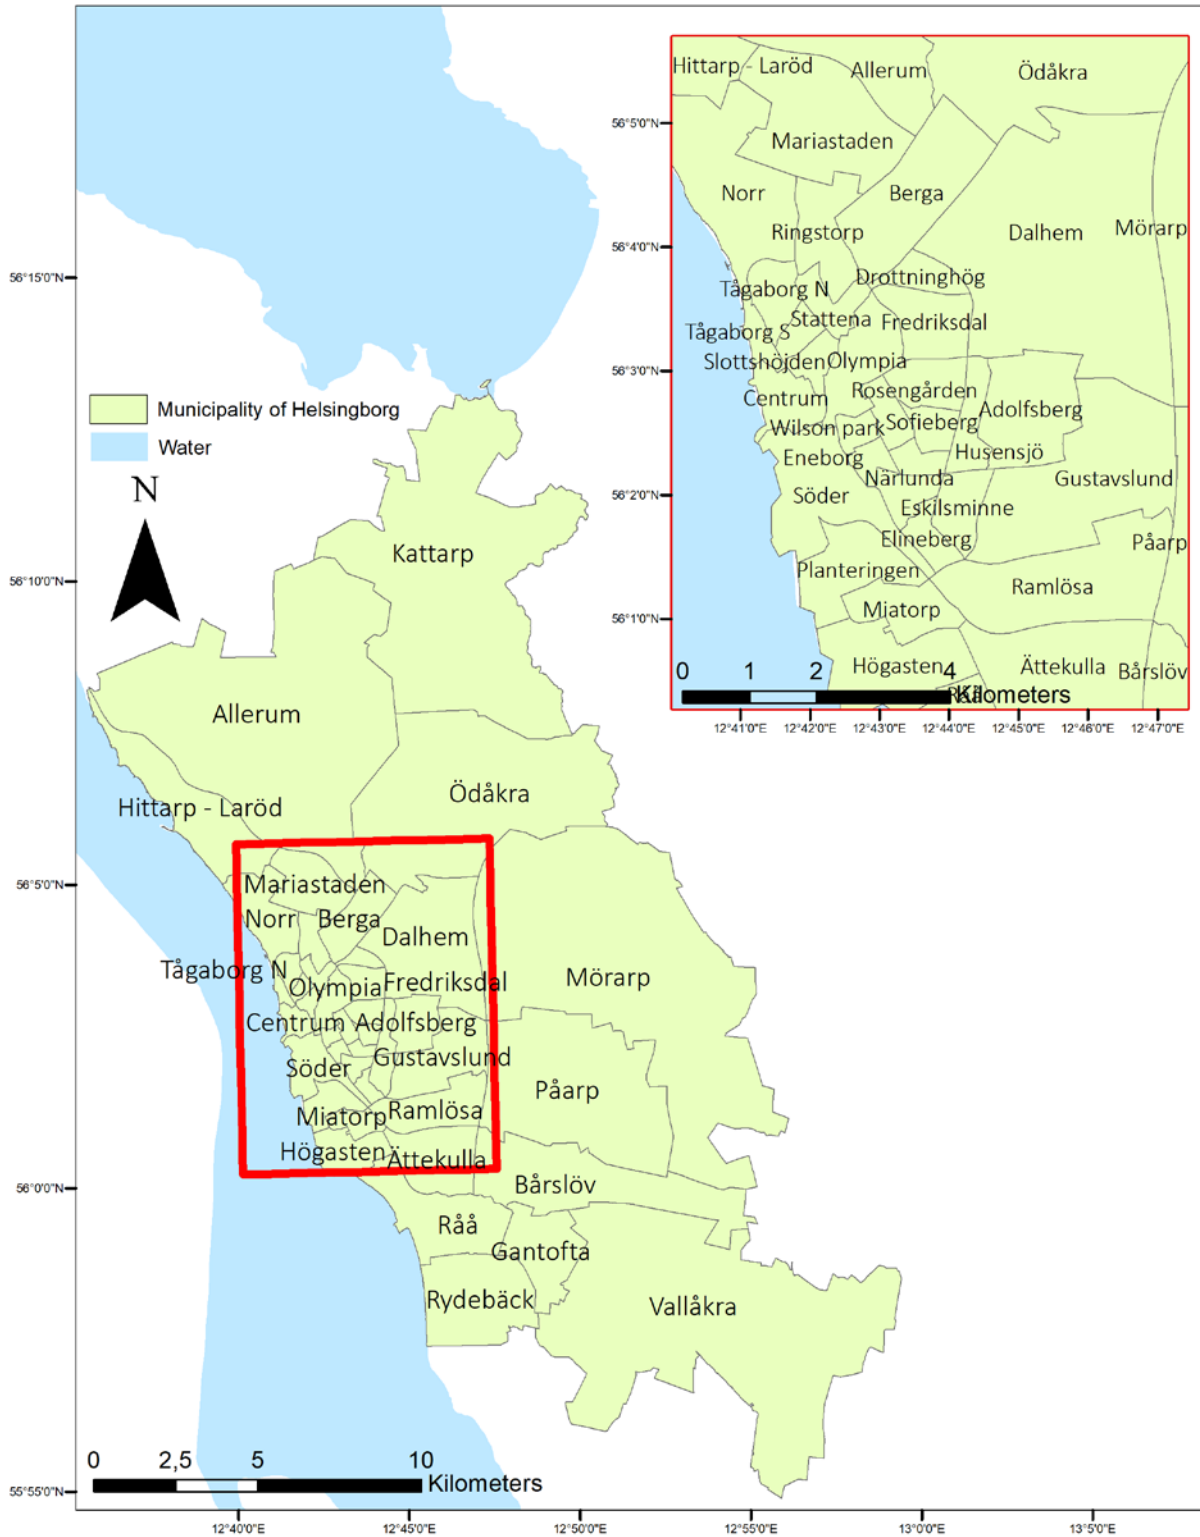 Hittarp - Laröd
Allerum
Ödåkra
56°5'0"N
Mariastaden
Norr
Berga
56°4'0"N
Ringstorp
Dalhem
Mörarp
Drottninghög
Tågaborg N
Stattena
Fredriksdal
Tågaborg S
56°30'0"N
Slottshöjden
Olympia
Rosengården
Centrum
Adolfsberg
Wilson park
Sofieberg
Husensjö
Eneborg
Närlunda
Gustavslund
56°2'0"N
Söder
Eskilsminne
Elineberg
Påarp
Planteringen
Ramlösa
56°1'0"N
Miatorp
Högasten
Ättekulla
Bårslöv
0 1 2 4
Kilometers
12°41'0"E 12°42'0"E 12°43'0"E 12°44'0"E 12°45'0"E 12°46'0"E 12°47'0"E
56°15'0"N
Municipality of Helsingborg
Water
N
Kattarp
56°10'0"N
Allerum
Ödåkra
Hittarp - Laröd
56°5'0"N
Mariastaden
Norr
Berga
Dalhem
Tågaborg N
Olympia
Fredriksdal
Mörarp
Centrum
Adolfsberg
Söder
Gustavslund
Påarp
Miatorp
Ramlösa
Högasten
Ättekulla
56°0'0"N
Bårslöv
Råå
Gantofta
Rydebäck
Vallåkra
0 2,5 5 10
Kilometers
55°55'0"N
12°40'0"E 12°45'0"E 12°50'0"E 12°55'0"E 13°0'0"E 13°5'0"E